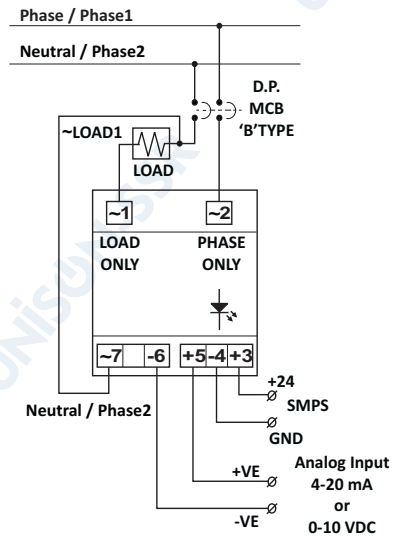 Phase / Phase1
Neutral / Phase2
D.P.
MCB
'B'TYPE
~LOAD1
LOAD
~1
~2
LOAD
ONLY
PHASE
ONLY
~7
-6
+5
-4
+3
+24
SMPS
Neutral / Phase2
GND
+VE
Analog Input
4-20 mA
or
-VE
0-10 VDC